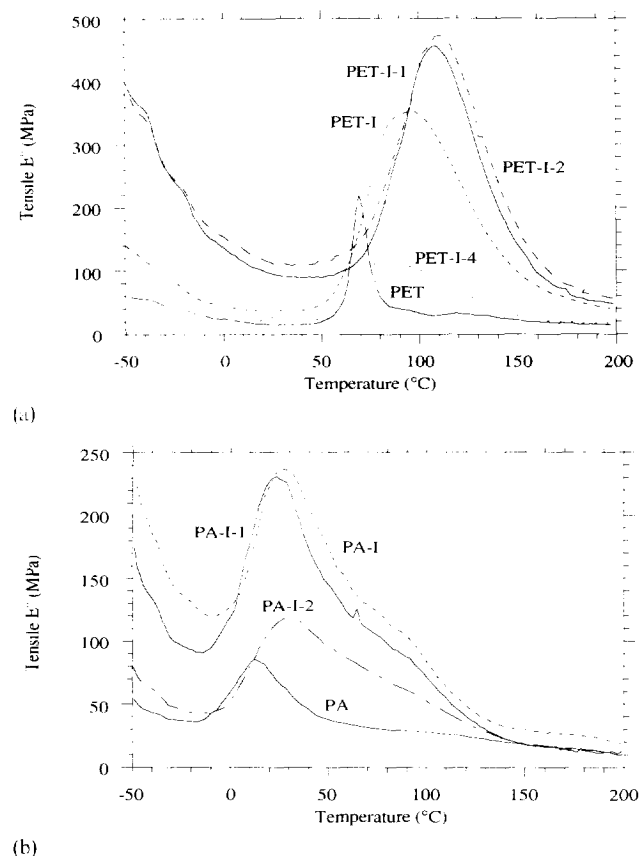 500
400
300
200
100
0
Tensile E" (MPa)
PET-I-1
PET-I
PET-I-2
PET-I-4
PET
-50 0 50 100 150 200
Temperature (°C)
(a)
250
200
150
100
50
0
Tensile E" (MPa)
PA-I-1
PA-I
PA-I-2
PA
-50 0 50 100 150 200
Temperature (°C)
(b)